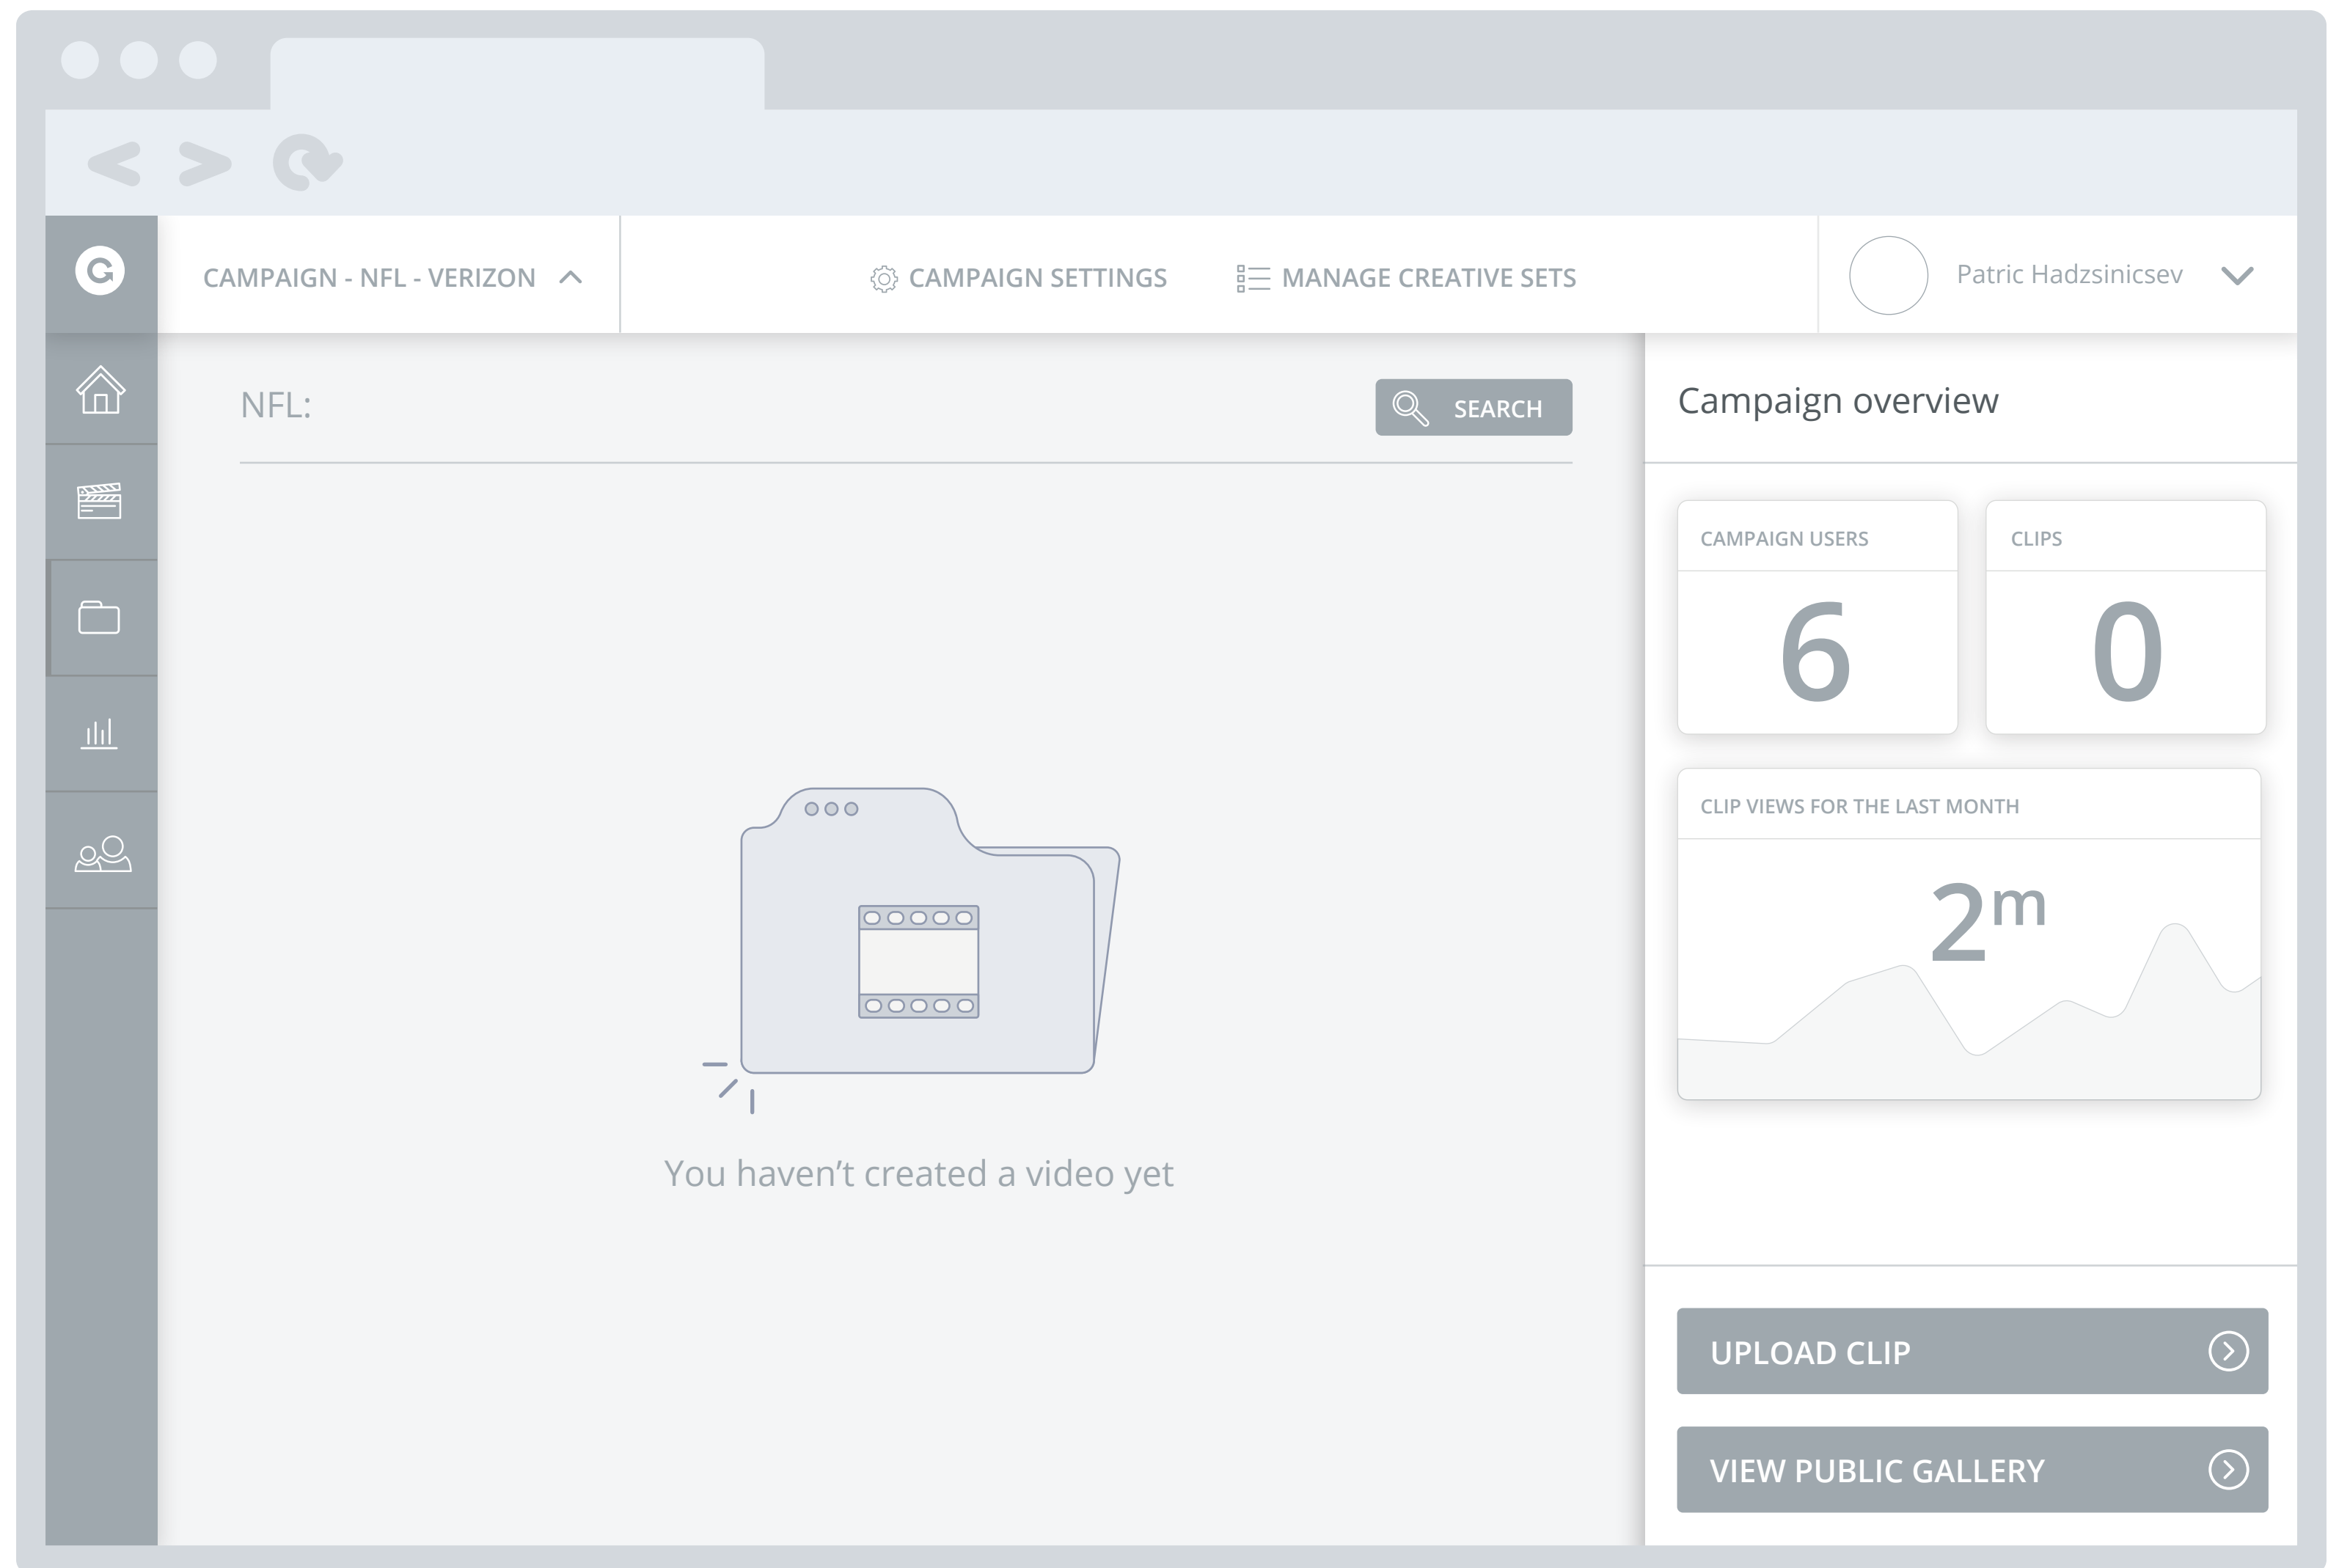 CAMPAIGN - NFL - VERIZON
CAMPAIGN SETTINGS
MANAGE CREATIVE SETS
Patric Hadzsinicsev
NFL:
SEARCH
You haven’t created a video yet
Campaign overview
CAMPAIGN USERS
6
CLIPS
0
CLIP VIEWS FOR THE LAST MONTH
2m
UPLOAD CLIP
VIEW PUBLIC GALLERY